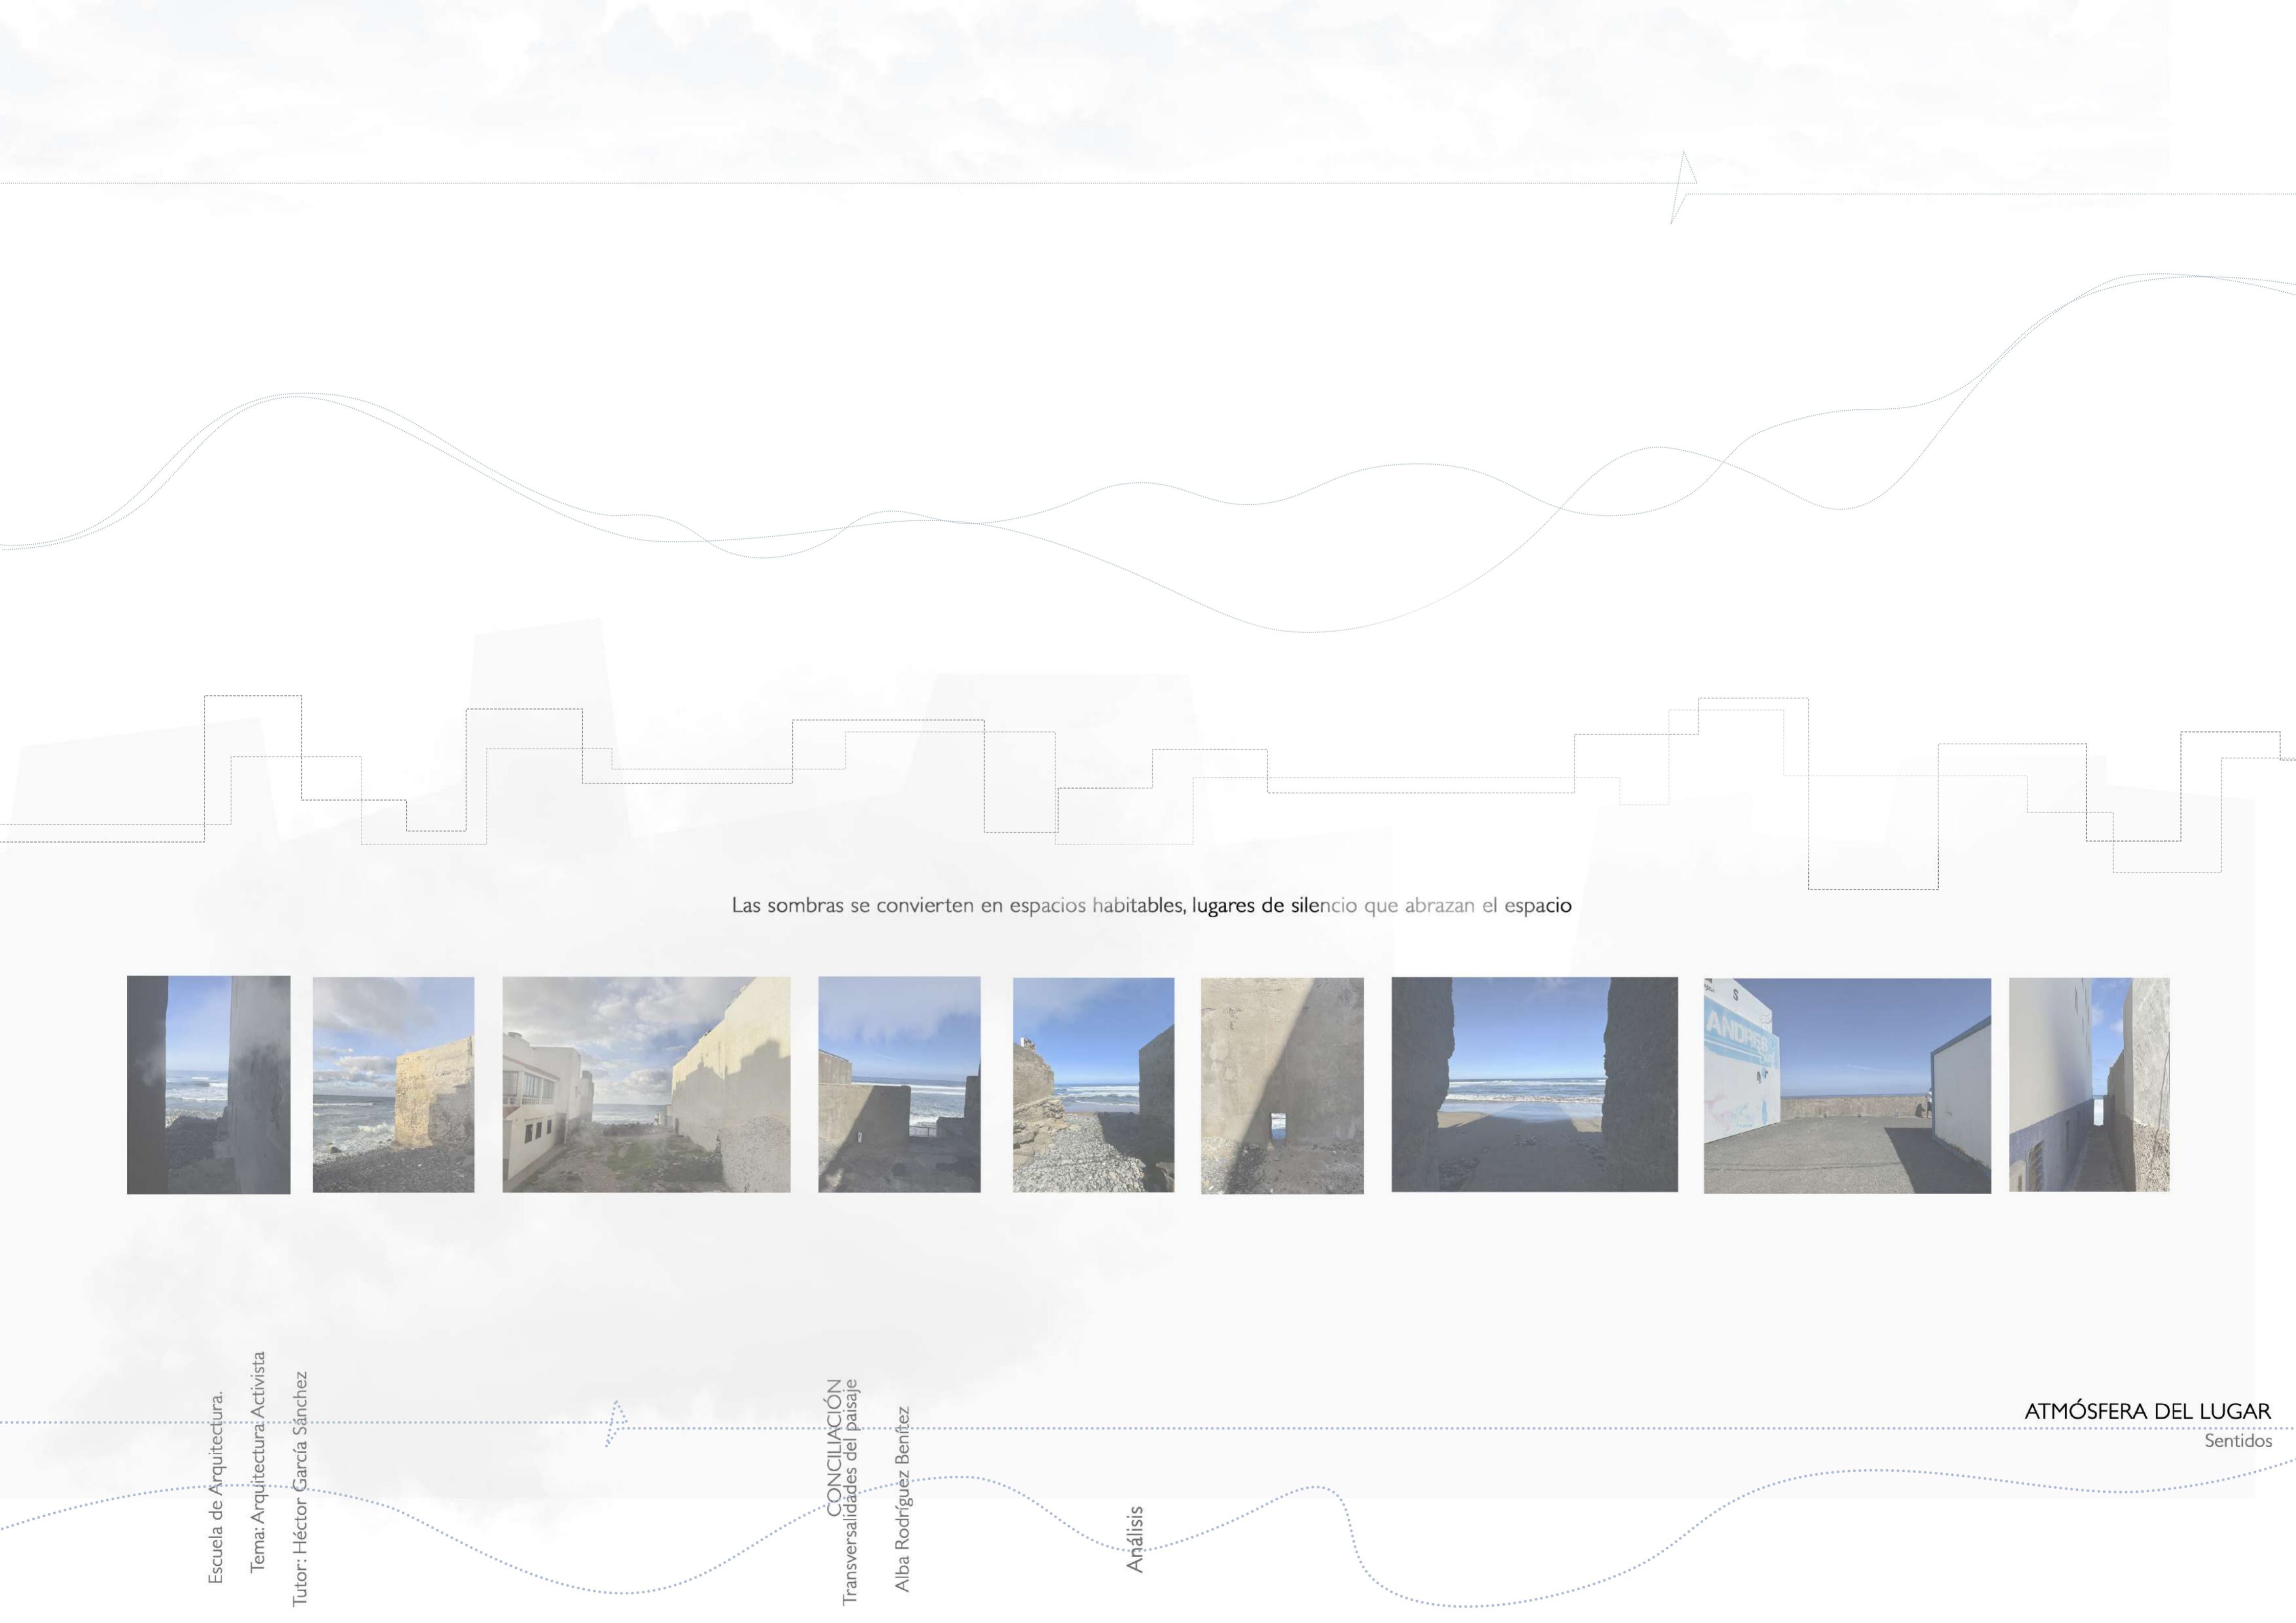 Las sombras se convierten en espacios habitables, lugares de silencio que abrazan el espacio
S
ANDRES
Escuela de Arquitectura.
Tema: Arquitectura Activista
Tutor: Héctor García Sánchez
CONCILIACIÓN
Transversalidades del paisaje
Alba Rodríguez Benítez
Análisis
ATMÓSFERA DEL LUGAR
Sentidos